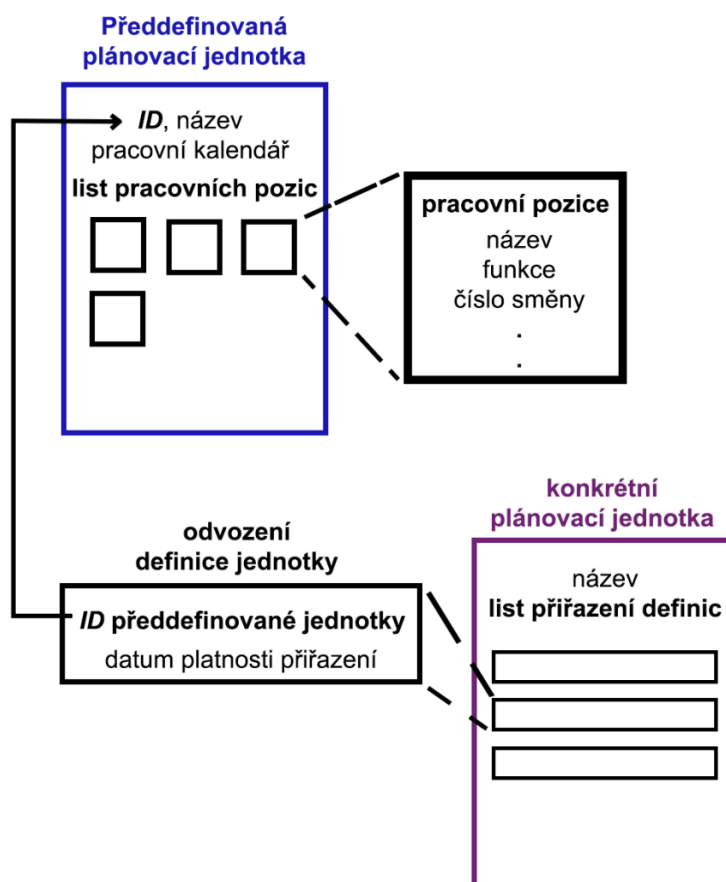 Předdefinovaná
plánovací jednotka
ID, název
pracovní kalendář
list pracovních pozic
pracovní pozice
název
funkce
číslo směny
.
.
odvození
definice jednotky
ID předdefinované jednotky
datum platnosti přiřazení
konkrétní
plánovací jednotka
název
list přiřazení definic